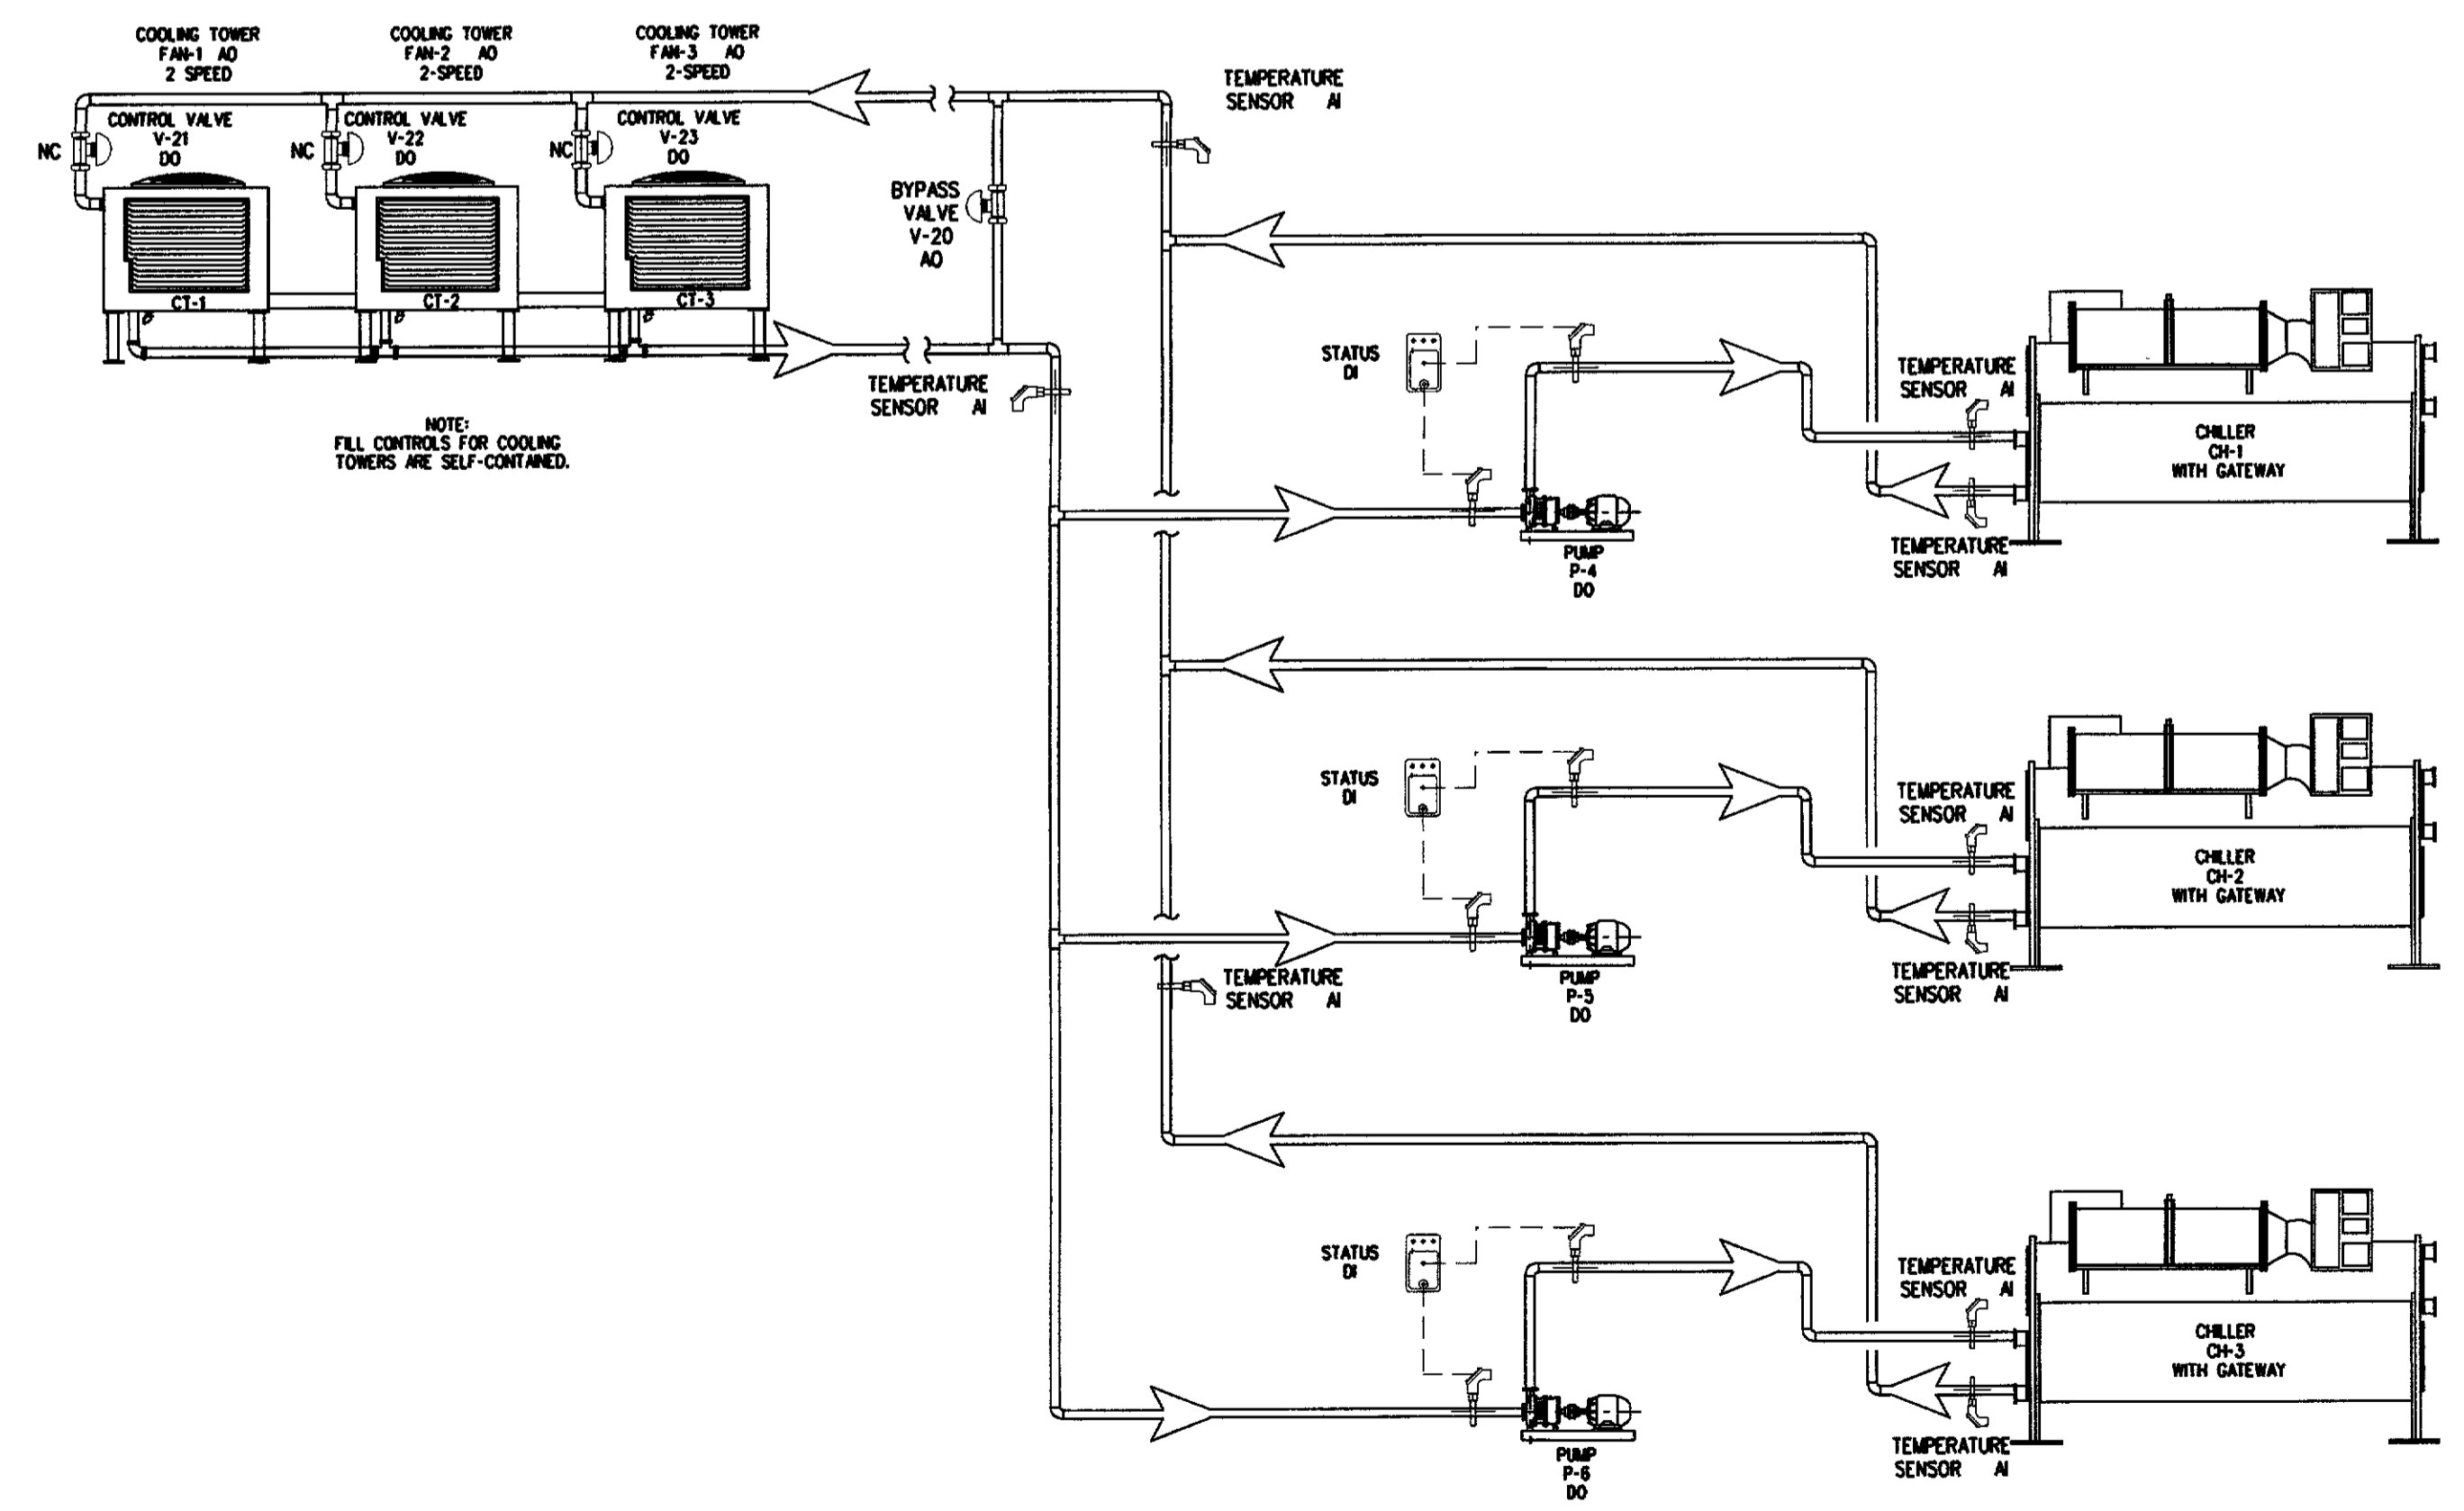 COOLING TOWER
FAN-1 AO
2 SPEED
COOLING TOWER
FAN-2 AO
2-SPEED
COOLING TOWER
FAN-3 AO
2-SPEED
TEMPERATURE
SENSOR AI
NC
CONTROL VALVE
V-21
DO
NC
CONTROL VALVE
V-22
DO
NC
CONTROL VALVE
V-23
DO
BYPASS
VALVE
V-20
AO
CT-1
CT-2
CT-3
TEMPERATURE
SENSOR AI
NOTE:
FILL CONTROLS FOR COOLING
TOWERS ARE SELF-CONTAINED.
STATUS
DI
TEMPERATURE
SENSOR AI
CHILLER
CH-1
WITH GATEWAY
PUMP
P-4
DO
TEMPERATURE
SENSOR AI
STATUS
DI
TEMPERATURE
SENSOR AI
CHILLER
CH-2
WITH GATEWAY
TEMPERATURE
SENSOR AI
PUMP
P-5
DO
TEMPERATURE
SENSOR AI
STATUS
DI
TEMPERATURE
SENSOR AI
CHILLER
CH-3
WITH GATEWAY
PUMP
P-6
DO
TEMPERATURE
SENSOR AI